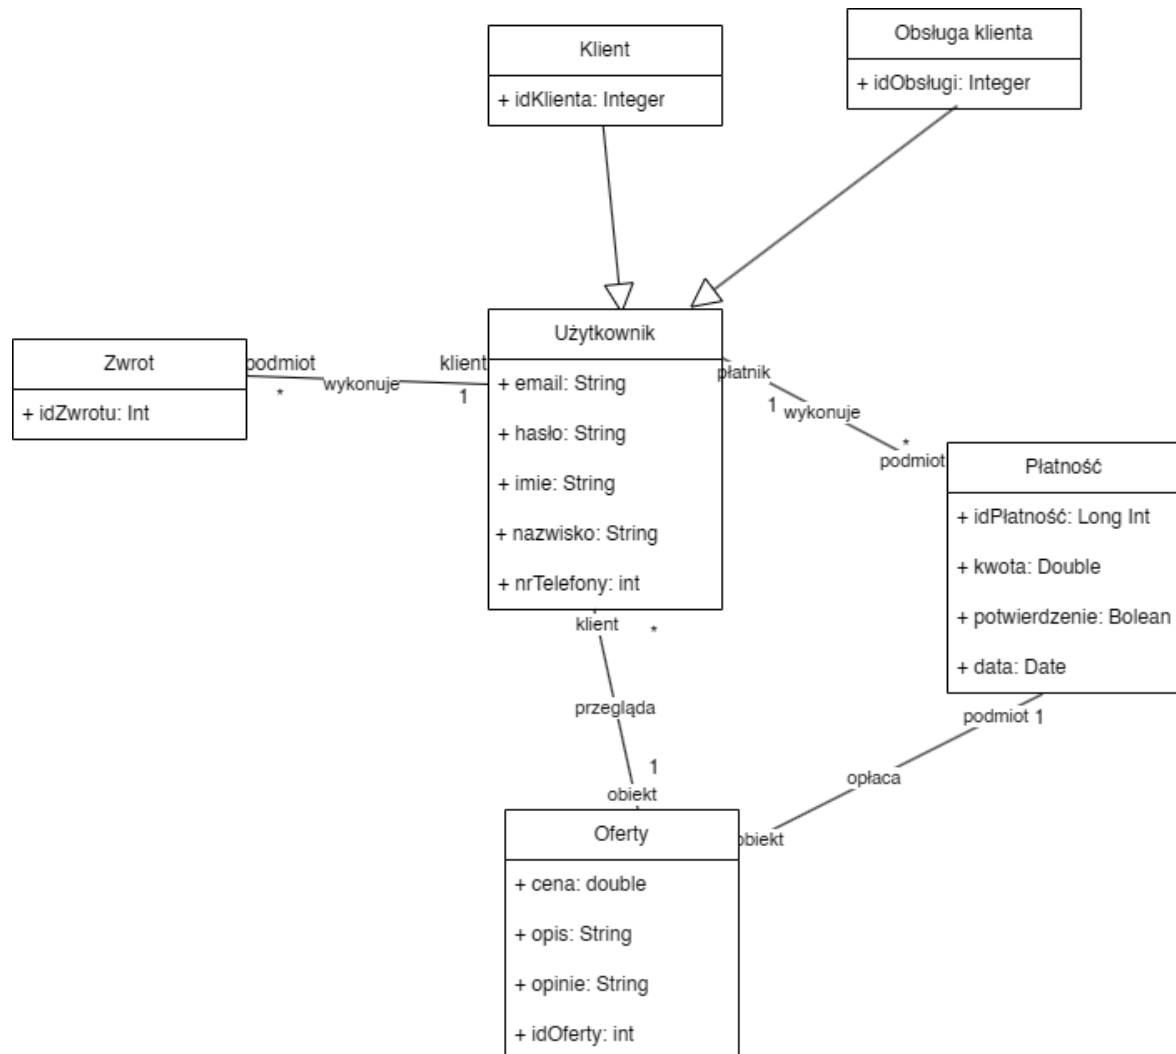 Klient
+ idKlienta: Integer
Obsługa klienta
+ idObsługi: Integer
Zwrot
+ idZwrotu: Int
podmiot
*
wykonuje
klient
1
Użytkownik
+ email: String
+ hasło: String
+ imie: String
+ nazwisko: String
+ nrTelefony: int
płatnik
1
wykonuje
*
podmiot
Płatność
+ idPłatność: Long Int
+ kwota: Double
+ potwierdzenie: Bolean
+ data: Date
klient
*
przegląda
1
obiekt
podmiot 1
opłaca
obiekt
Oferty
+ cena: double
+ opis: String
+ opinie: String
+ idOferty: int